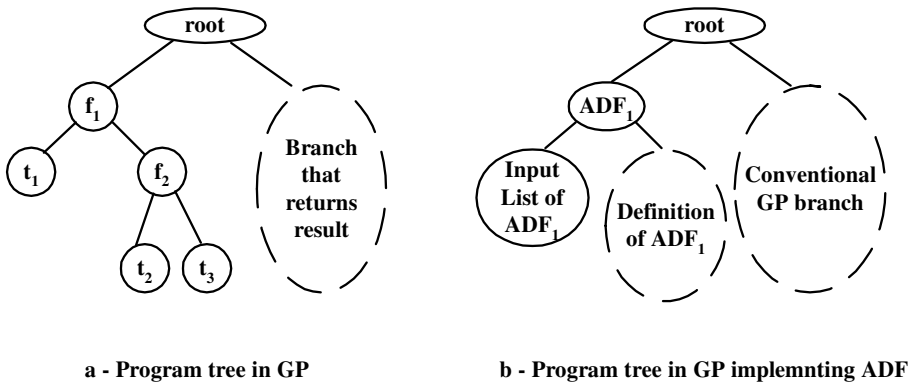 root
f₁
t₁
f₂
t₂
t₃
Branch
that
returns
result
a - Program tree in GP
root
ADF₁
Input
List of
ADF₁
Definition
of ADF₁
Conventional
GP branch
b - Program tree in GP implemnting ADF